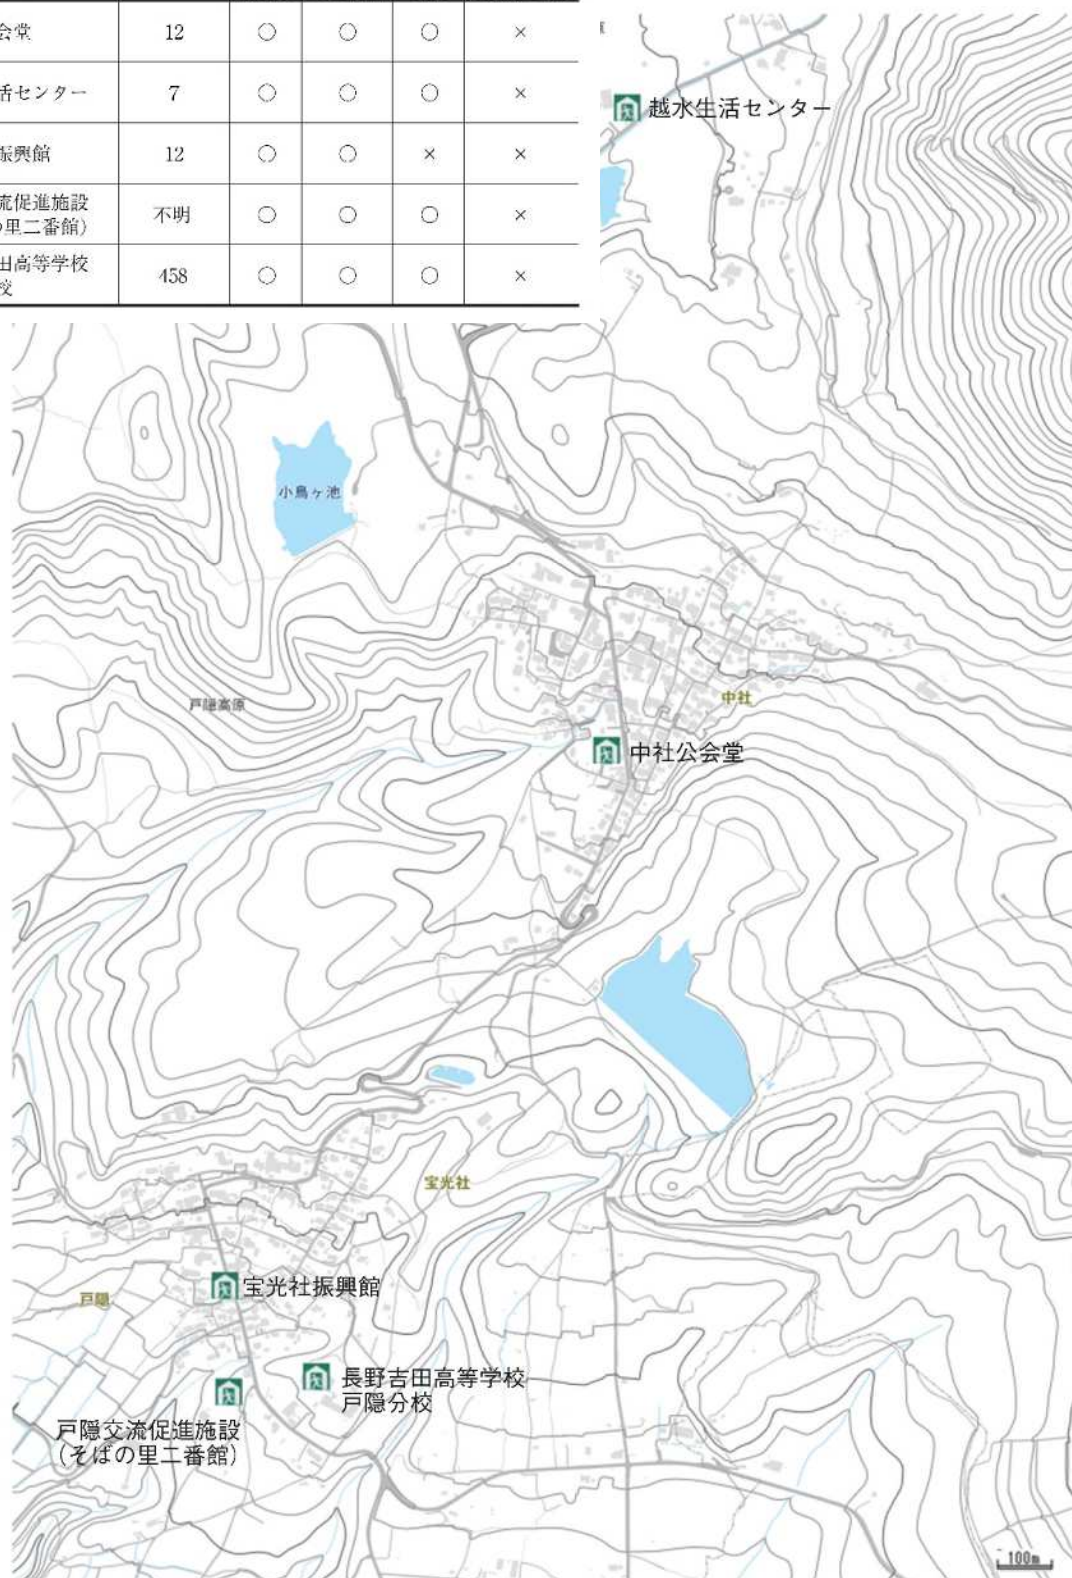 会堂 12 ○ ○ ○ ×
活センター 7 ○ ○ ○ ×
振興館 12 ○ ○ × ×
流促進施設
の里二番館） 不明 ○ ○ ○ ×
田高等学校
校 458 ○ ○ ○ ×
越水生活センター
小鳥ヶ池
戸隠高原
中社
中社公会堂
宝光社
宝光社振興館
戸隠
長野吉田高等学校
戸隠分校
戸隠交流促進施設
（そばの里二番館）
100m